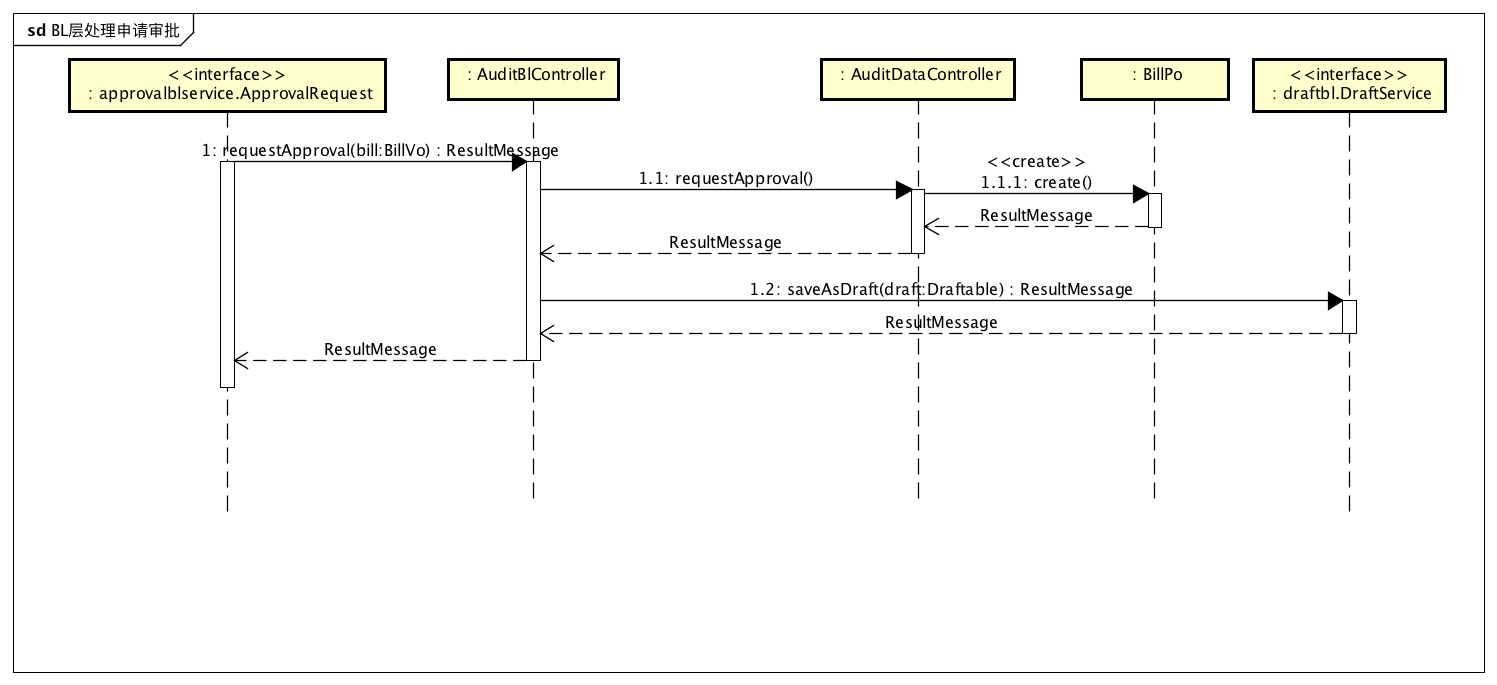 sd BL层处理申请审批
<<interface>>
: approvalblservice.ApprovalRequest
: AuditBlController
: AuditDataController
: BillPo
<<interface>>
: draftbl.DraftService
1: requestApproval(bill:BillVo) : ResultMessage
<<create>>
1.1: requestApproval()
1.1.1: create()
ResultMessage
ResultMessage
1.2: saveAsDraft(draft:Draftable) : ResultMessage
ResultMessage
ResultMessage